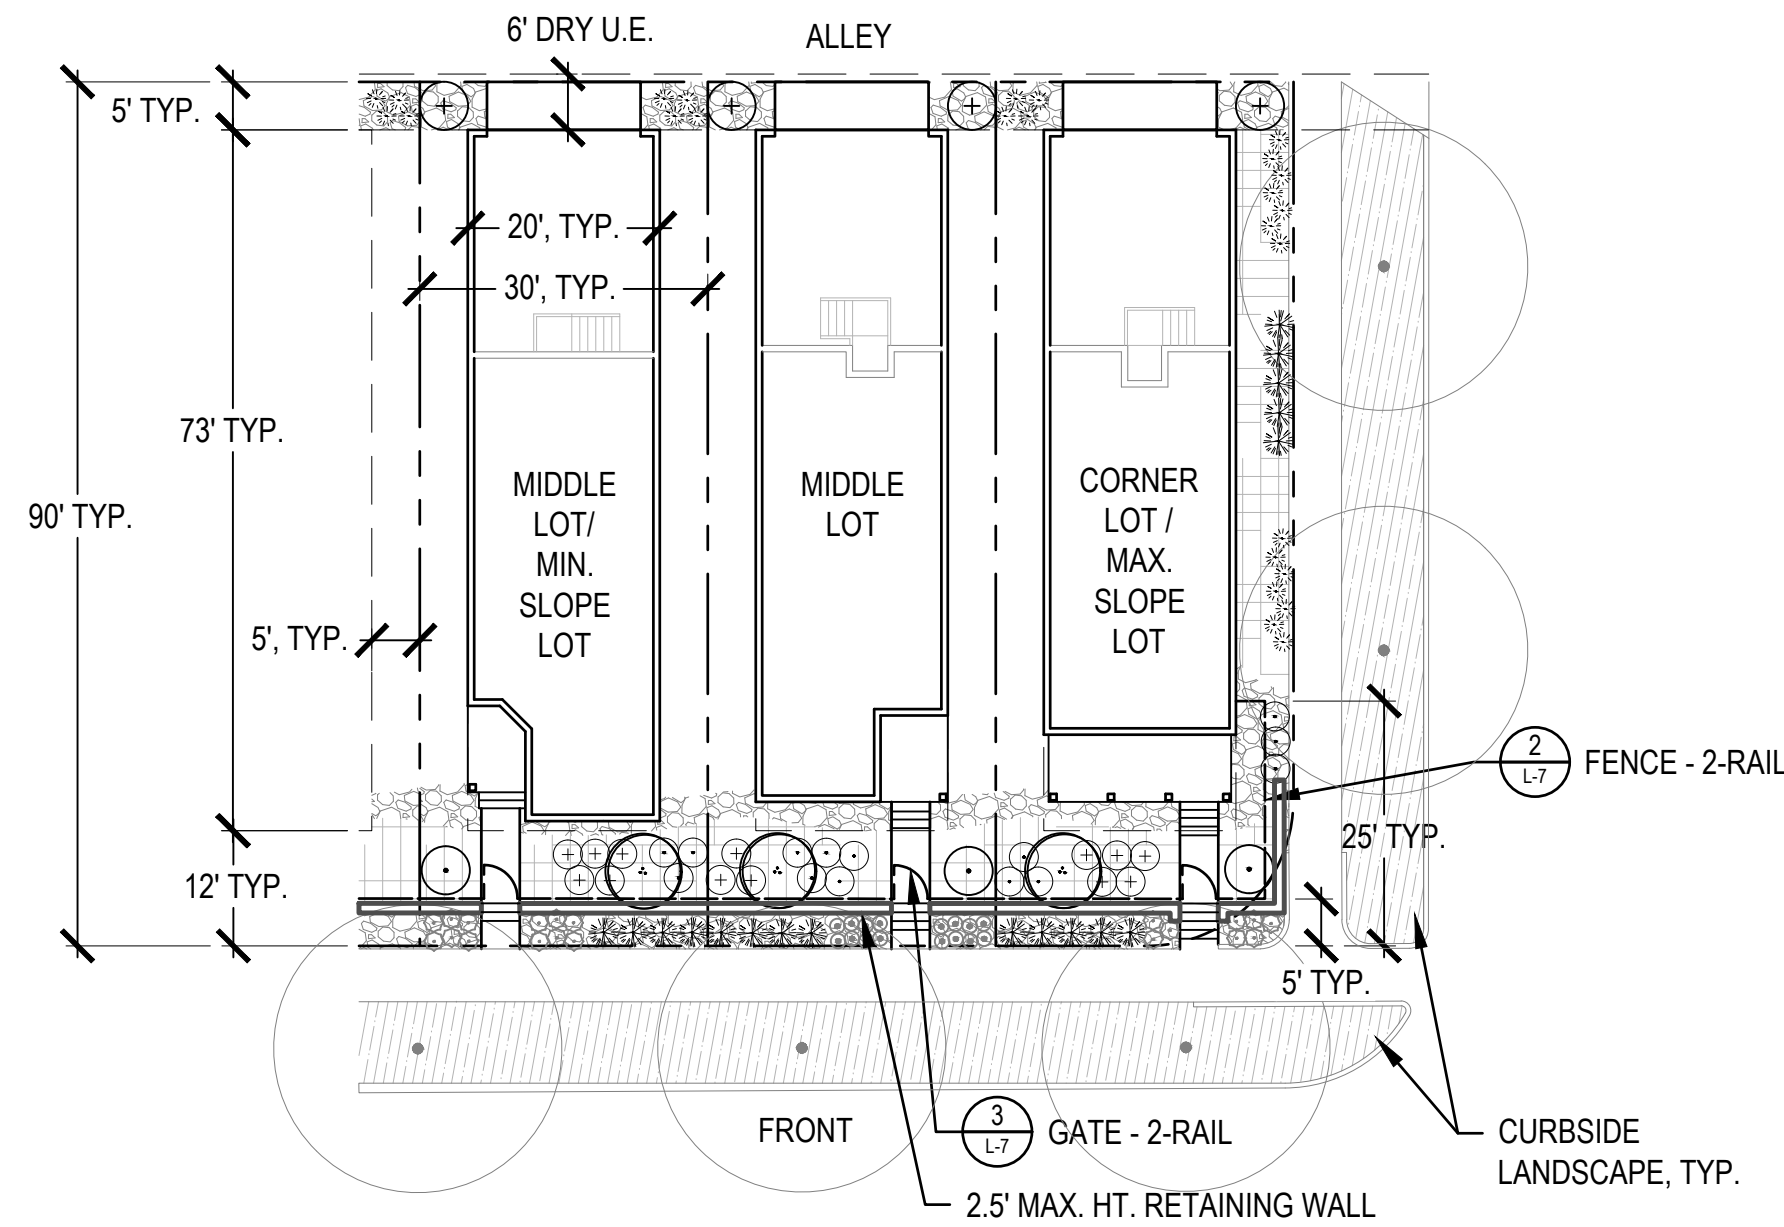 6' DRY U.E.
ALLEY
5' TYP.
20', TYP.
30', TYP.
73' TYP.
90' TYP.
MIDDLE
LOT/
MIN.
SLOPE
LOT
MIDDLE
LOT
CORNER
LOT /
MAX.
SLOPE
LOT
5', TYP.
2
L-7
FENCE - 2-RAIL
25' TYP.
12' TYP.
5' TYP.
FRONT
3
L-7
GATE - 2-RAIL
CURBSIDE
LANDSCAPE, TYP.
2.5' MAX. HT. RETAINING WALL